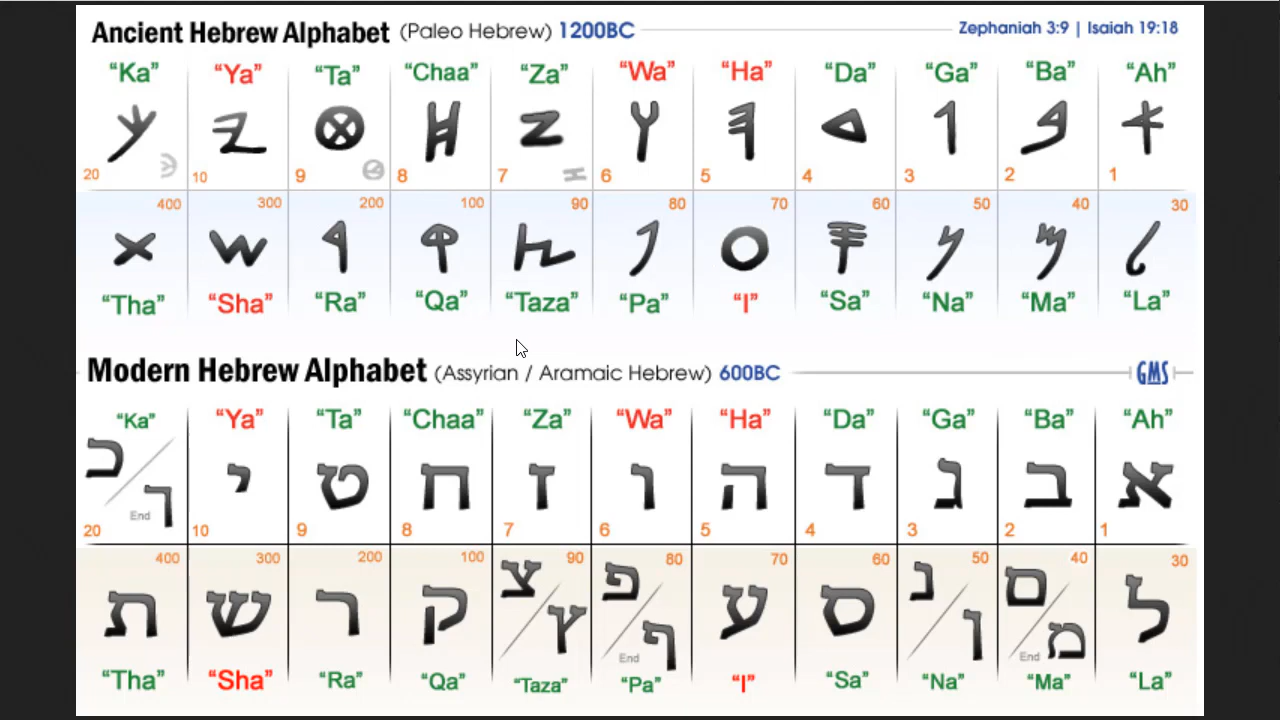 Ancient Hebrew Alphabet (Paleo Hebrew) 1200BC Zephaniah 3:9 | Isaiah 19:18
“Ka” “Ya” “Ta” “Chaa” “Za” “Wa” “Ha” “Da” “Ga” “Ba” “Ah”
𐤊 𐤉 𐤈 𐤇 𐤆 𐤅 𐤄 𐤃 𐤂 𐤁 𐤀
20 10 9 8 7 6 5 4 3 2 1
400 300 200 100 90 80 70 60 50 40 30
𐤕 𐤔 𐤓 𐤒 𐤑 𐤐 𐤏 𐤎 𐤍 𐤌 𐤋
“Tha” “Sha” “Ra” “Qa” “Taza” “Pa” “I” “Sa” “Na” “Ma” “La”
Modern Hebrew Alphabet (Assyrian / Aramaic Hebrew) 600BC GMS
“Ka” “Ya” “Ta” “Chaa” “Za” “Wa” “Ha” “Da” “Ga” “Ba” “Ah”
כ / ך י ט ח ז ו ה ד ג ב א
End
20 10 9 8 7 6 5 4 3 2 1
400 300 200 100 90 80 70 60 50 40 30
ת ש ר ק צ / ץ פ / ף ע ס נ / ן ם / מ ל
End End
“Tha” “Sha” “Ra” “Qa” “Taza” “Pa” “I” “Sa” “Na” “Ma” “La”